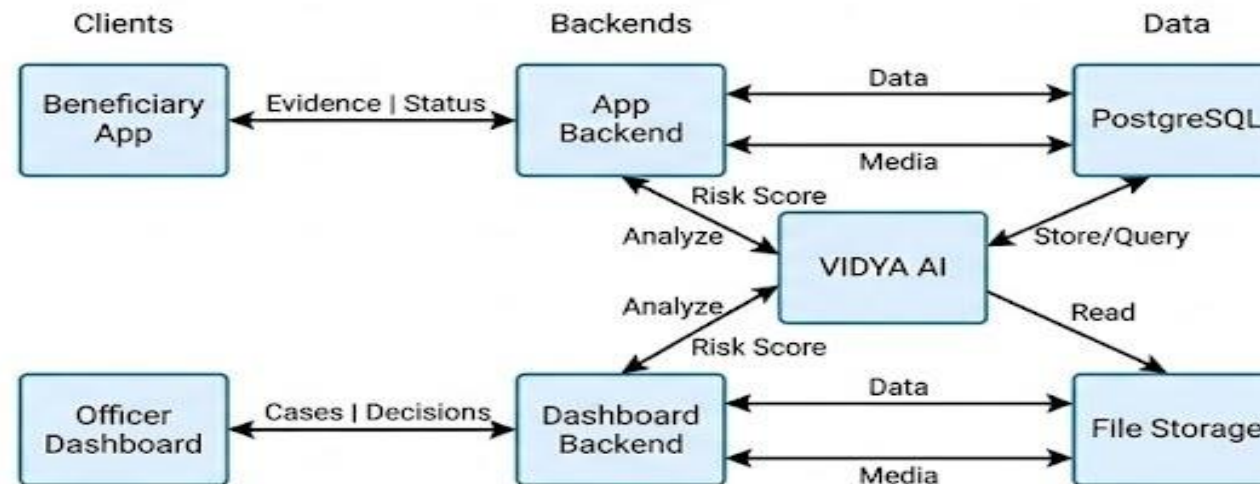 Clients
Backends
Data
Beneficiary
App
Evidence | Status
App
Backend
Data
Media
PostgreSQL
Risk Score
Analyze
VIDYA AI
Store/Query
Analyze
Risk Score
Read
Officer
Dashboard
Cases | Decisions
Dashboard
Backend
Data
Media
File Storage